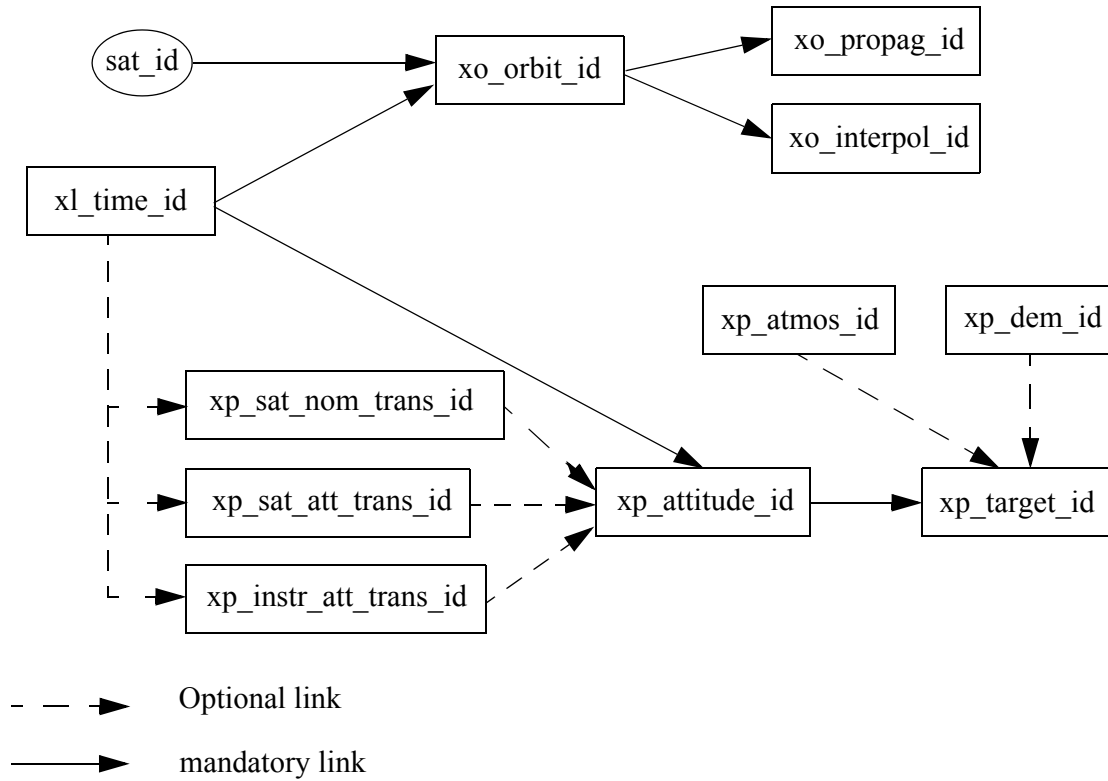 sat_id
xo_orbit_id
xo_propag_id
xo_interpol_id
xl_time_id
xp_atmos_id
xp_dem_id
xp_sat_nom_trans_id
xp_sat_att_trans_id
xp_attitude_id
xp_target_id
xp_instr_att_trans_id
Optional link
mandatory link